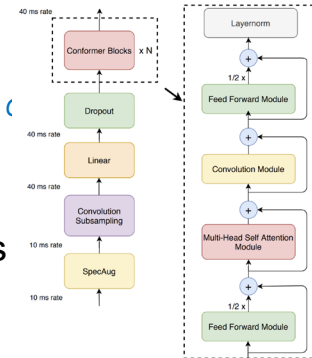 40 ms rate
Conformer Blocks
x N
Dropout
40 ms rate
Linear
40 ms rate
Convolution
Subsampling
10 ms rate
SpecAug
10 ms rate
Layernorm
+
1/2 x
Feed Forward Module
+
Convolution Module
+
Multi-Head Self Attention
Module
+
1/2 x
Feed Forward Module